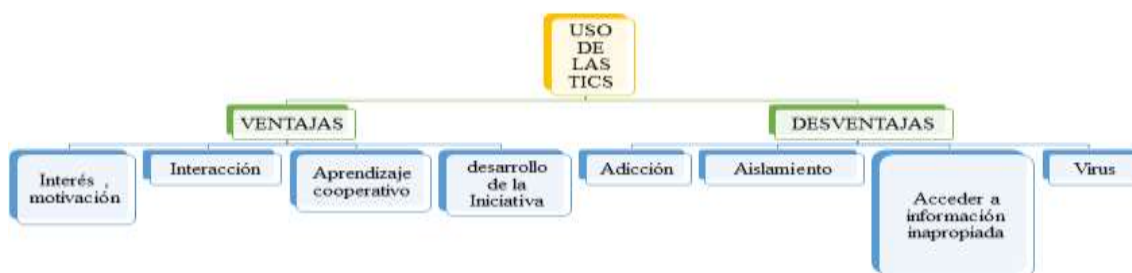 USO
DE
LAS
TICS
VENTAJAS
DESVENTAJAS
Interés ,
motivación
Interacción
Aprendizaje
cooperativo
desarrollo
de la
Iniciativa
Adicción
Aislamiento
Acceder a
información
inapropiada
Virus